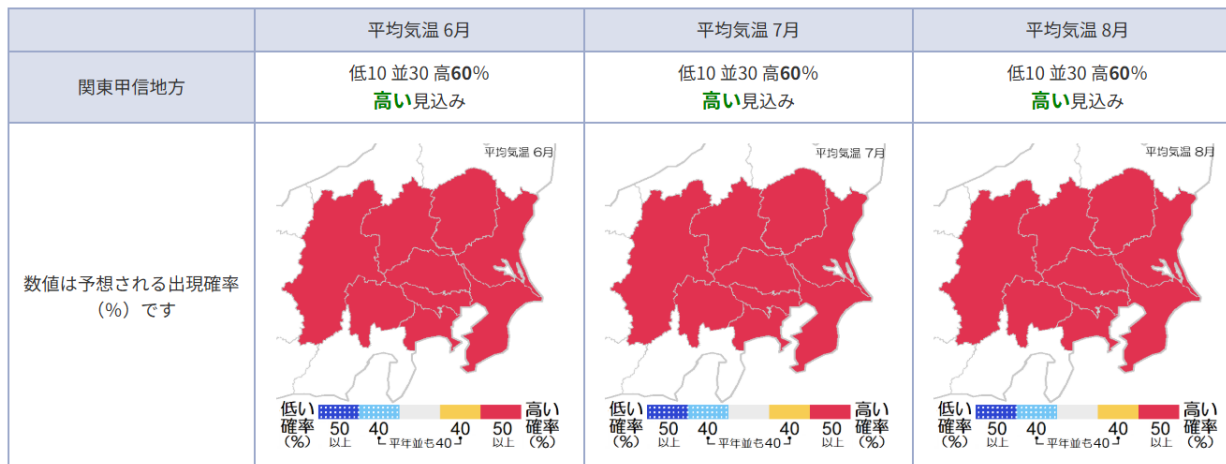 平均気温 6月
平均気温 7月
平均気温 8月
関東甲信地方
低10 並30 高60%
高い見込み
低10 並30 高60%
高い見込み
低10 並30 高60%
高い見込み
数値は予想される出現確率
（%）です
平均気温 6月
低い
確率
(%)
50
以上
40
平年並も40
40
50
以上
高い
確率
(%)
平均気温 7月
低い
確率
(%)
50
以上
40
平年並も40
40
50
以上
高い
確率
(%)
平均気温 8月
低い
確率
(%)
50
以上
40
平年並も40
40
50
以上
高い
確率
(%)